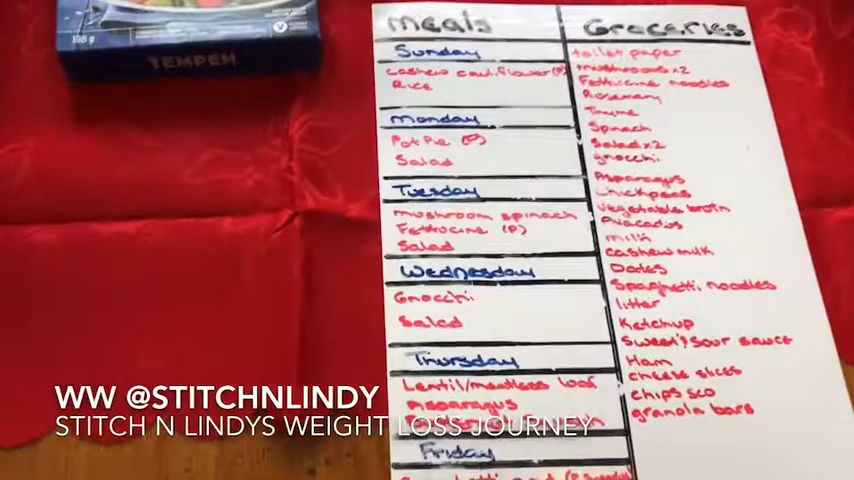 198 g
TEMPEH
Meals
Sunday
cashew cauliflower (P)
Rice
Monday
Pot Pie (P)
Salad
Tuesday
mushroom spinach
Fettucine (P)
Salad
Wednesday
Gnocchi
Salad
Thursday
Lentil/meatless loaf
Asparagus
Friday
Groceries
toilet paper
mushrooms x2
Fettucine noodles
Rosemary
Thyme
Spinach
Salad x2
gnocchi
Asparagus
chickpeas
vegetable broth
Avacados
milk
cashew milk
Dates
Spaghetti noodles
litter
Ketchup
Sweet & sour sauce
Ham
cheese slices
chips SCO
granola bars
WW @STITCHNLINDY
STITCH N LINDYS WEIGHT LOSS JOURNEY